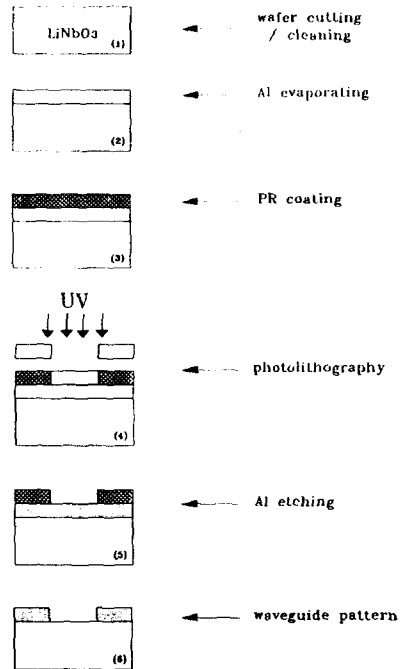 LiNbO3
(1)
wafer cutting
/ cleaning
(2)
Al evaporating
(3)
PR coating
UV
(4)
photolithography
(5)
Al etching
(6)
waveguide pattern